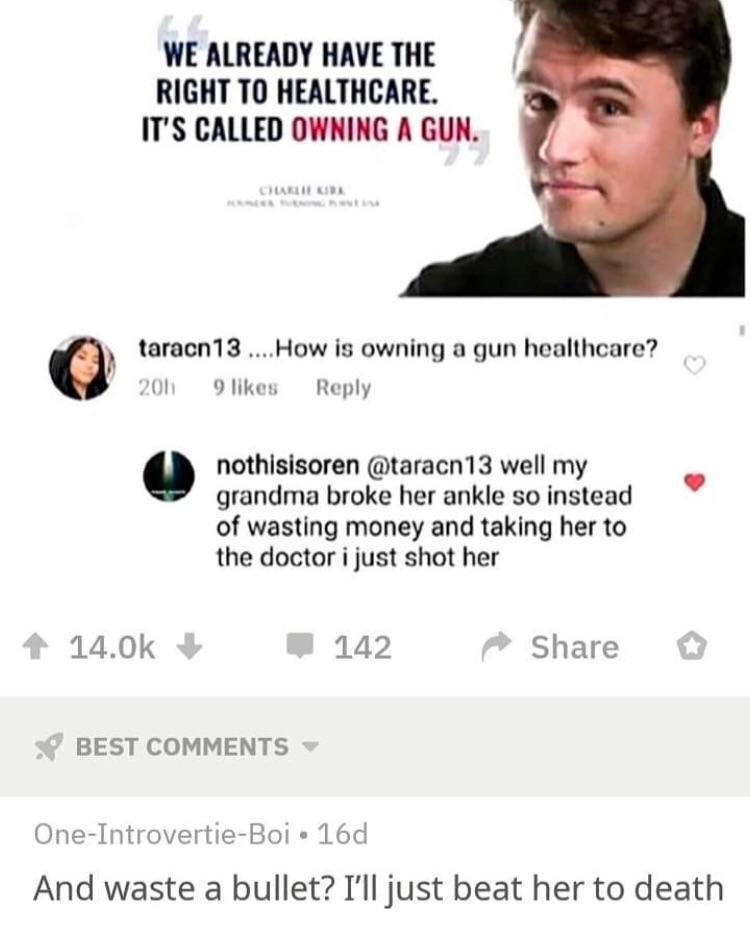 WE ALREADY HAVE THE
RIGHT TO HEALTHCARE.
IT'S CALLED OWNING A GUN.
CHARLIE KIRK
taracn13 ....How is owning a gun healthcare?
20h 9 likes Reply
nothisisoren @taracn13 well my
grandma broke her ankle so instead
of wasting money and taking her to
the doctor i just shot her
14.0k 142 Share
BEST COMMENTS
One-Introvertie-Boi • 16d
And waste a bullet? I'll just beat her to death